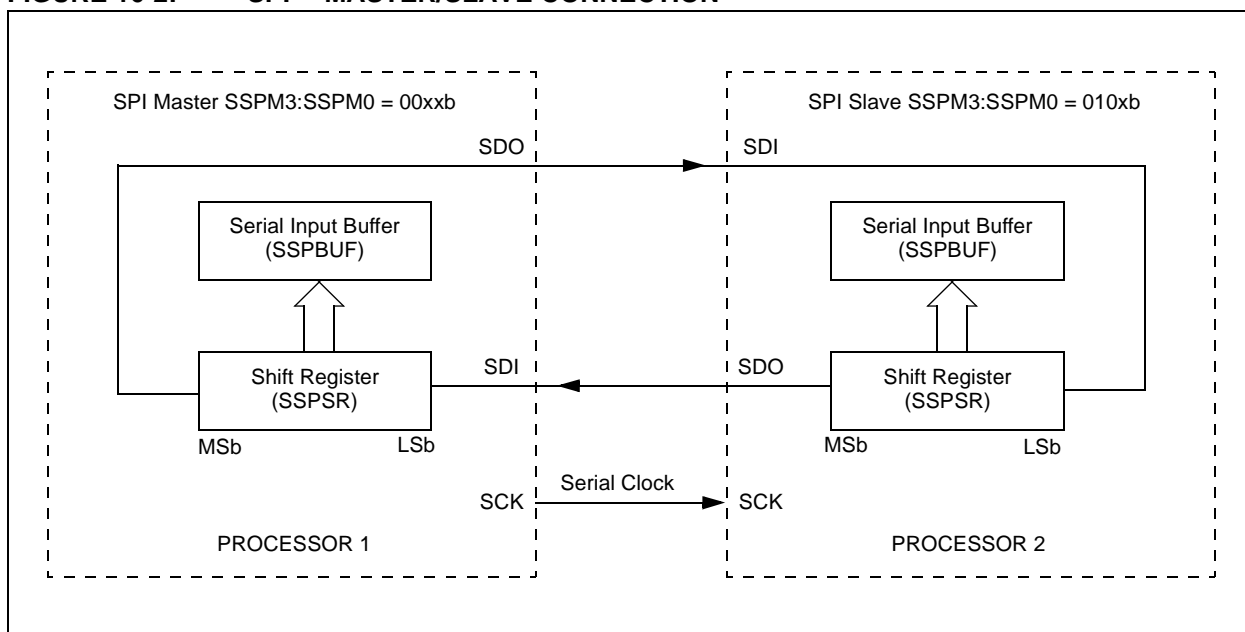 SPI Master SSPM3:SSPM0 = 00xxb
SDO
Serial Input Buffer
(SSPBUF)
Shift Register
(SSPSR)
MSb
LSb
SDI
SCK
PROCESSOR 1
Serial Clock
SPI Slave SSPM3:SSPM0 = 010xb
SDI
Serial Input Buffer
(SSPBUF)
SDO
Shift Register
(SSPSR)
MSb
LSb
SCK
PROCESSOR 2